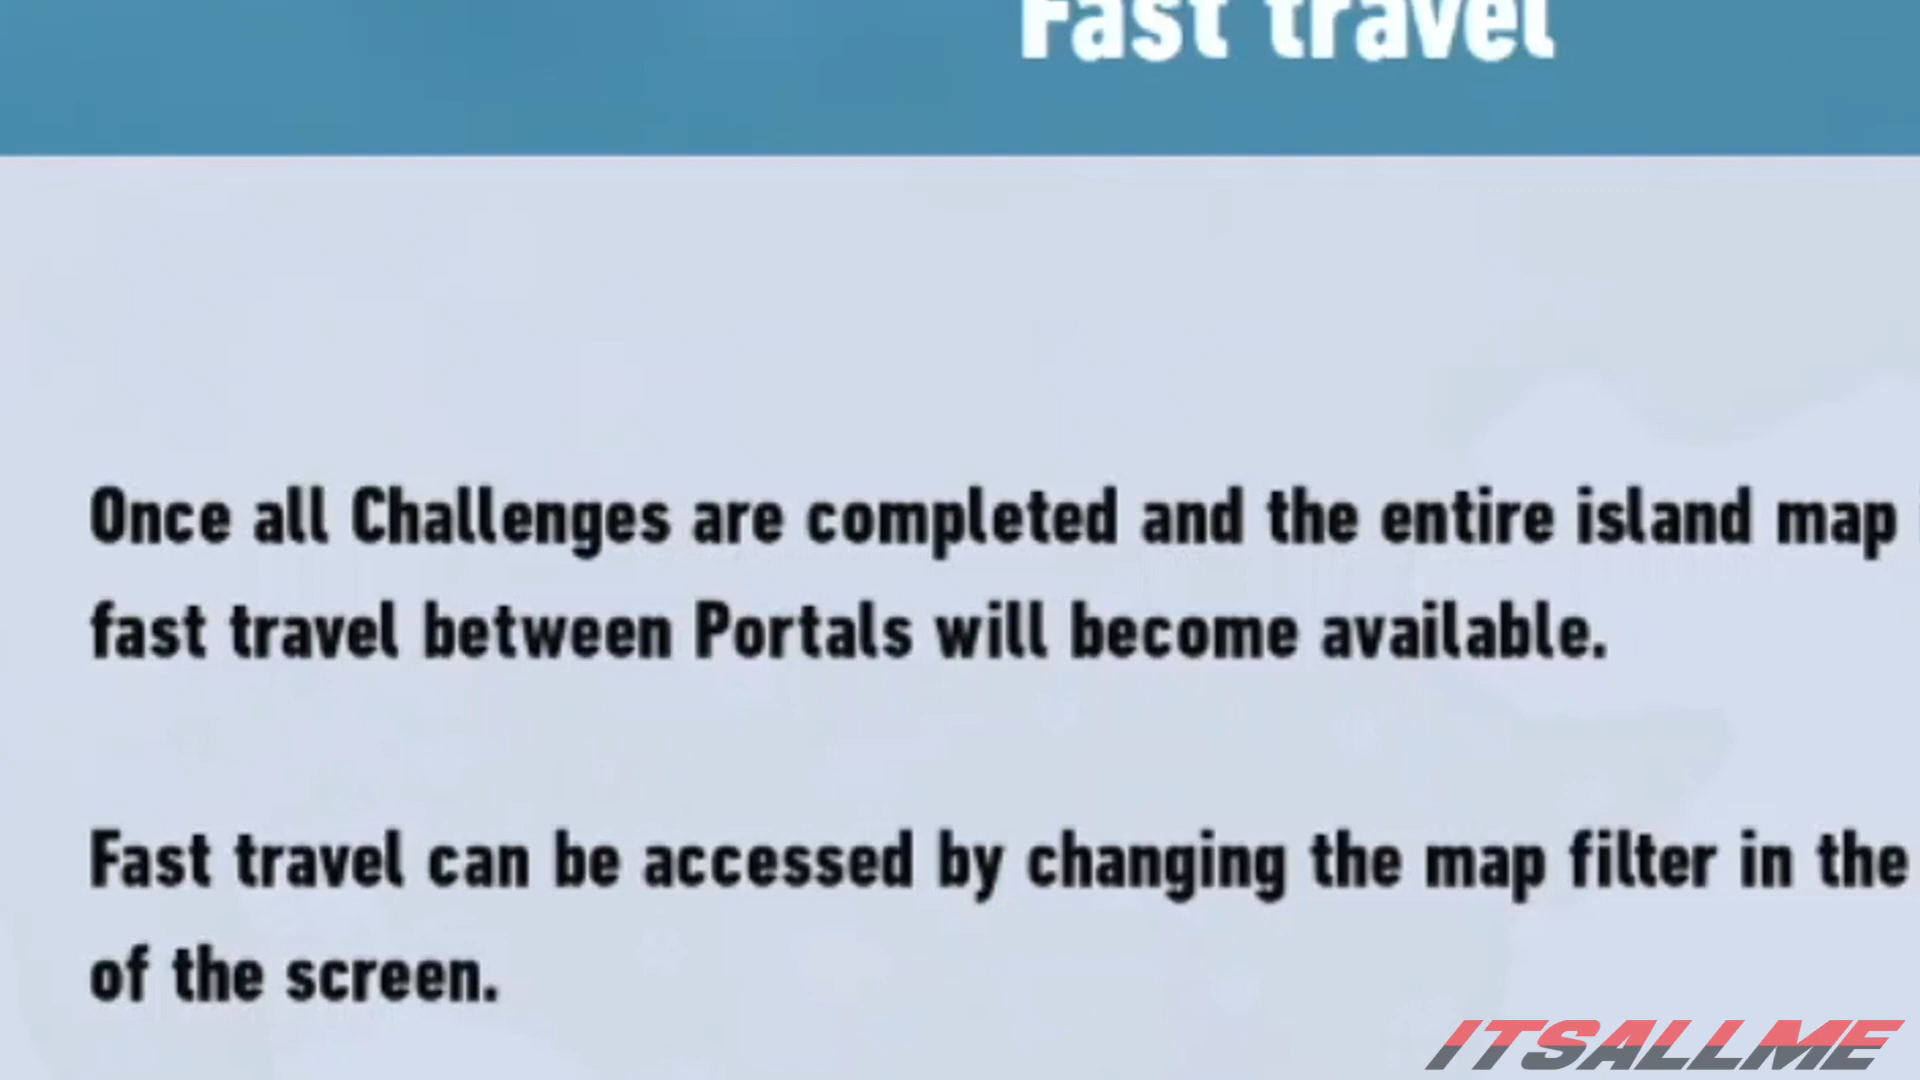 Fast travel
Once all Challenges are completed and the entire island map
fast travel between Portals will become available.
Fast travel can be accessed by changing the map filter in the
of the screen.
ITSALLME